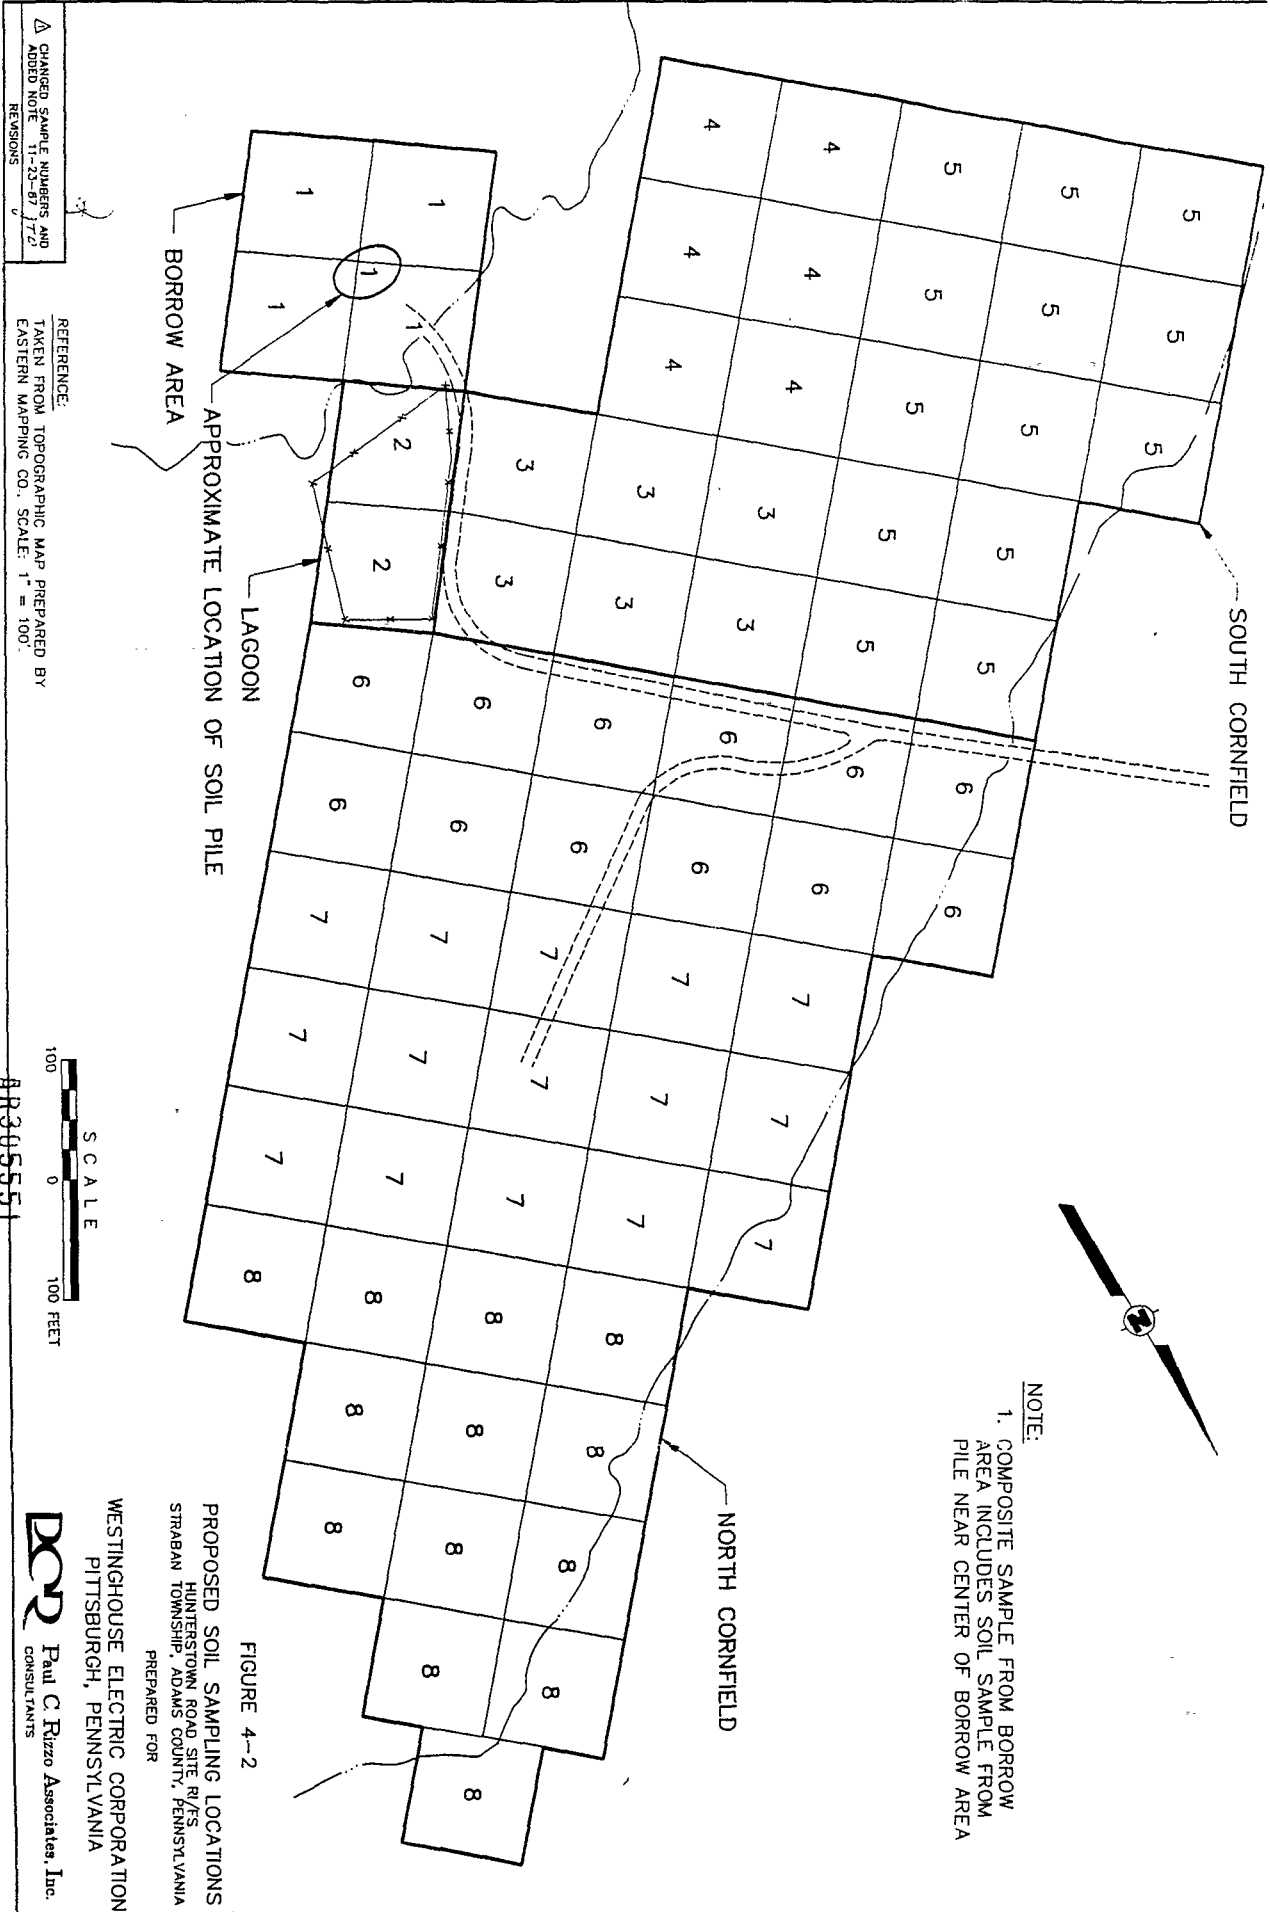 SOUTH CORNFIELD
NOTE:
1. COMPOSITE SAMPLE FROM BORROW
AREA INCLUDES SOIL SAMPLE FROM
PILE NEAR CENTER OF BORROW AREA
N
NORTH CORNFIELD
5 5 5 5 5 6 6
5 5 5 5 5 6 6 7 7 7
5 5 5 3 3 6 6 7 7 7 8 8 8 8
4 4 4 3 3 6 6 7 7 7 8 8 8 8 8
4 4 4 3 3 6 6 7 7 7 8 8 8
1 1 2 2 6 6 7 7 7 8
1 1 1
LAGOON
APPROXIMATE LOCATION OF SOIL PILE
BORROW AREA
FIGURE 4-2
PROPOSED SOIL SAMPLING LOCATIONS
HUNTERSTOWN ROAD SITE RI/FS
STRABAN TOWNSHIP, ADAMS COUNTY, PENNSYLVANIA
PREPARED FOR
WESTINGHOUSE ELECTRIC CORPORATION
PITTSBURGH, PENNSYLVANIA
Paul C. Rizzo Associates, Inc.
CONSULTANTS
SCALE
100 0 100 FEET
REFERENCE:
TAKEN FROM TOPOGRAPHIC MAP PREPARED BY
EASTERN MAPPING CO., SCALE: 1" = 100'.
CHANGED SAMPLE NUMBERS AND
ADDED NOTE 11-23-87
REVISIONS
AR305551